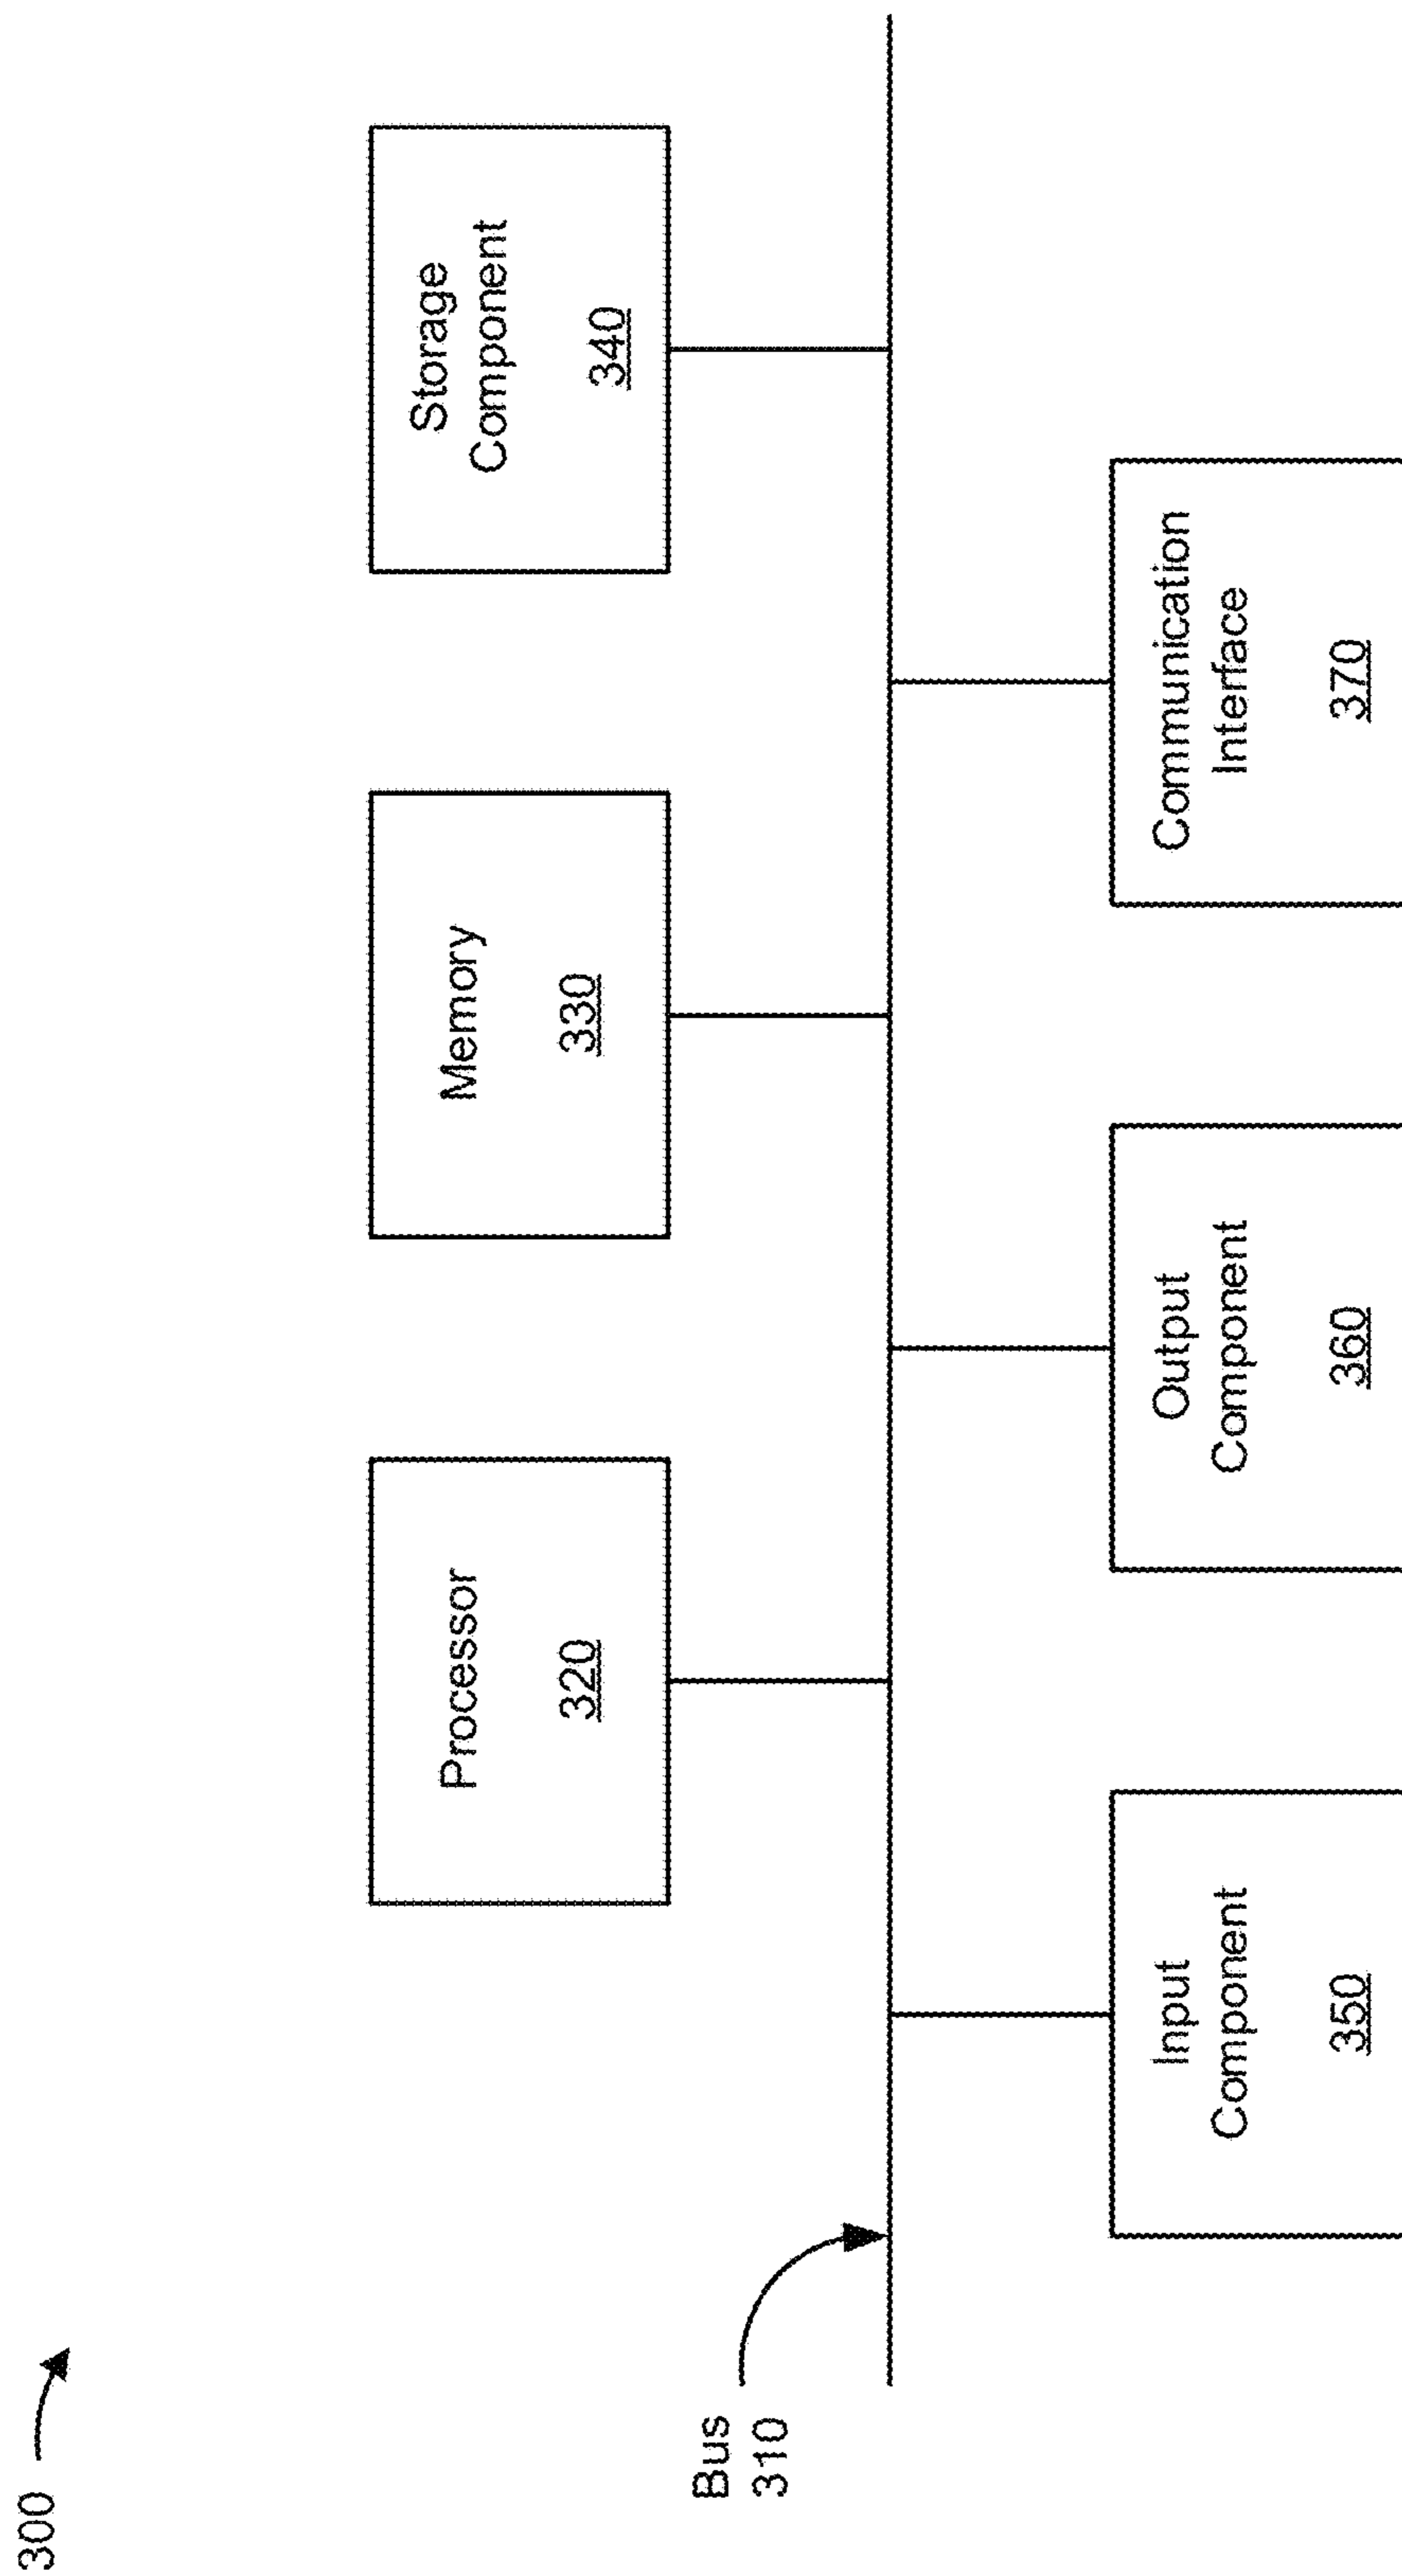 300
Processor
320
Memory
330
Storage
Component
340
Bus
310
Input
Component
350
Output
Component
360
Communication
Interface
370